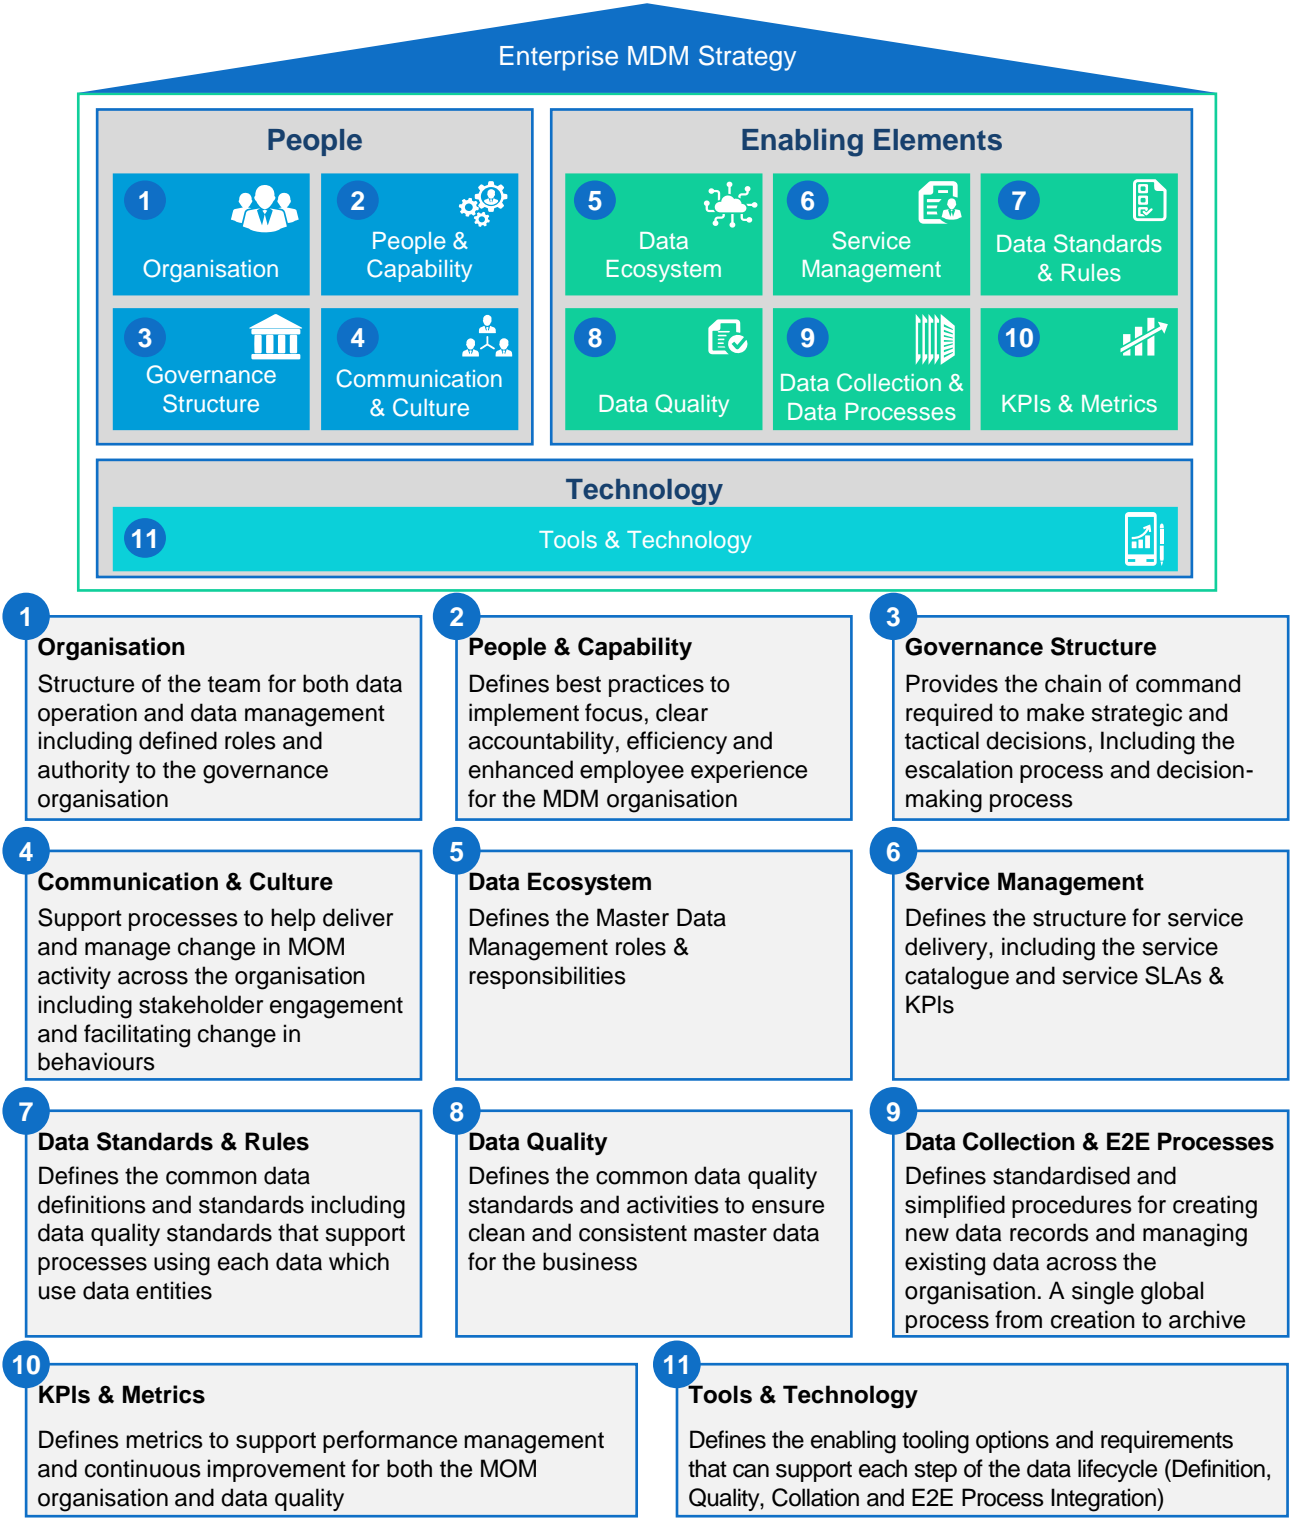 Enterprise MDM Strategy
People
Enabling Elements
1
Organisation
2
People &
Capability
5
Data
Ecosystem
6
Service
Management
7
Data Standards
& Rules
3
Governance
Structure
4
Communication
& Culture
8
Data Quality
9
Data Collection &
Data Processes
10
KPIs & Metrics
Technology
11
Tools & Technology
1
Organisation
Structure of the team for both data
operation and data management
including defined roles and
authority to the governance
organisation
2
People & Capability
Defines best practices to
implement focus, clear
accountability, efficiency and
enhanced employee experience
for the MDM organisation
3
Governance Structure
Provides the chain of command
required to make strategic and
tactical decisions, Including the
escalation process and decision-
making process
4
Communication & Culture
Support processes to help deliver
and manage change in MOM
activity across the organisation
including stakeholder engagement
and facilitating change in
behaviours
5
Data Ecosystem
Defines the Master Data
Management roles &
responsibilities
6
Service Management
Defines the structure for service
delivery, including the service
catalogue and service SLAs &
KPIs
7
Data Standards & Rules
Defines the common data
definitions and standards including
data quality standards that support
processes using each data which
use data entities
8
Data Quality
Defines the common data quality
standards and activities to ensure
clean and consistent master data
for the business
9
Data Collection & E2E Processes
Defines standardised and
simplified procedures for creating
new data records and managing
existing data across the
organisation. A single global
process from creation to archive
10
KPIs & Metrics
Defines metrics to support performance management
and continuous improvement for both the MOM
organisation and data quality
11
Tools & Technology
Defines the enabling tooling options and requirements
that can support each step of the data lifecycle (Definition,
Quality, Collation and E2E Process Integration)